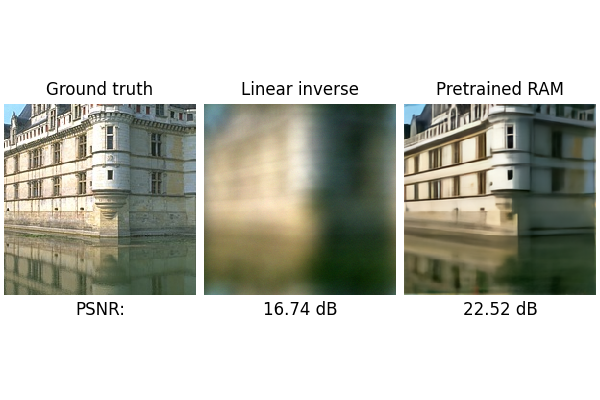 Ground truth
Linear inverse
Pretrained RAM
PSNR:
16.74 dB
22.52 dB